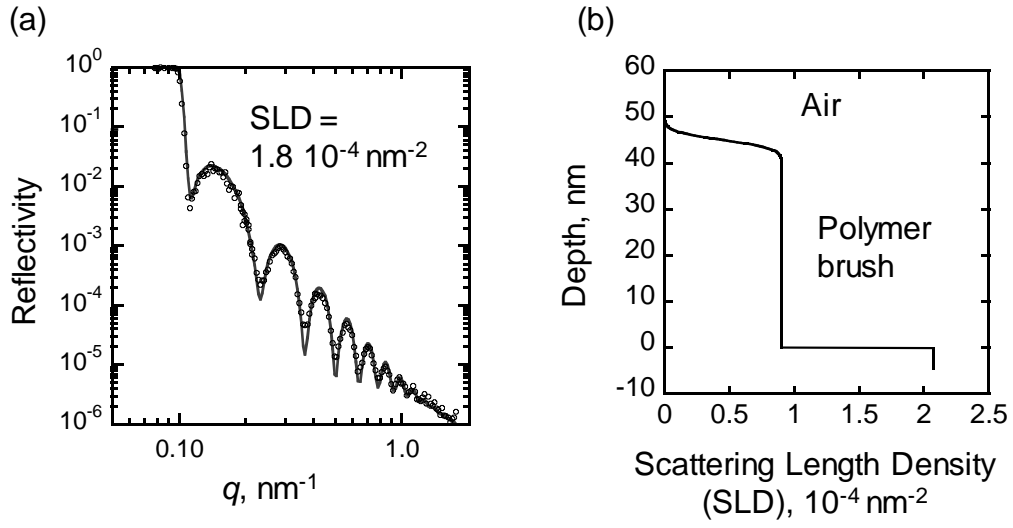 (a)
10⁰
10⁻¹
10⁻²
10⁻³
10⁻⁴
10⁻⁵
10⁻⁶
Reflectivity
SLD =
1.8 10⁻⁴ nm⁻²
0.10
1.0
q, nm⁻¹
(b)
60
50
40
30
20
10
0
-10
Depth, nm
Air
Polymer
brush
0
0.5
1
1.5
2
2.5
Scattering Length Density
(SLD), 10⁻⁴ nm⁻²